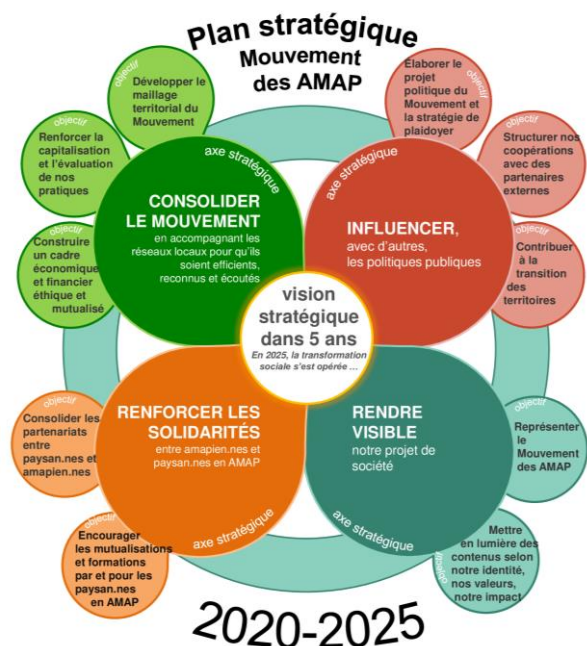 Plan stratégique
Mouvement
des AMAP
objectif
Développer le
maillage
territorial du
Mouvement
objectif
Renforcer la
capitalisation
et l'évaluation
de nos
pratiques
objectif
Construire
un cadre
économique
et financier
éthique et
mutualisé
axe stratégique
CONSOLIDER
LE MOUVEMENT
en accompagnant les
réseaux locaux pour qu'ils
soient efficients,
reconnus et écoutés
objectif
Élaborer le
projet
politique du
Mouvement et
la stratégie de
plaidoyer
objectif
Structurer nos
coopérations
avec des
partenaires
externes
objectif
Contribuer
à la
transition
des
territoires
axe stratégique
INFLUENCER,
avec d'autres,
les politiques publiques
vision
stratégique
dans 5 ans
En 2025, la transformation
sociale s'est opérée ...
RENFORCER LES
SOLIDARITÉS
entre amapien.nes et
paysan.nes en AMAP
axe stratégique
objectif
Consolider les
partenariats
entre
paysan.nes et
amapien.nes
objectif
Encourager
les mutualisations
et formations
par et pour les
paysan.nes
en AMAP
RENDRE
VISIBLE
notre projet de
société
axe stratégique
objectif
Représenter
le
Mouvement
des AMAP
objectif
Mettre
en lumière des
contenus selon
notre identité,
nos valeurs,
notre impact
2020-2025